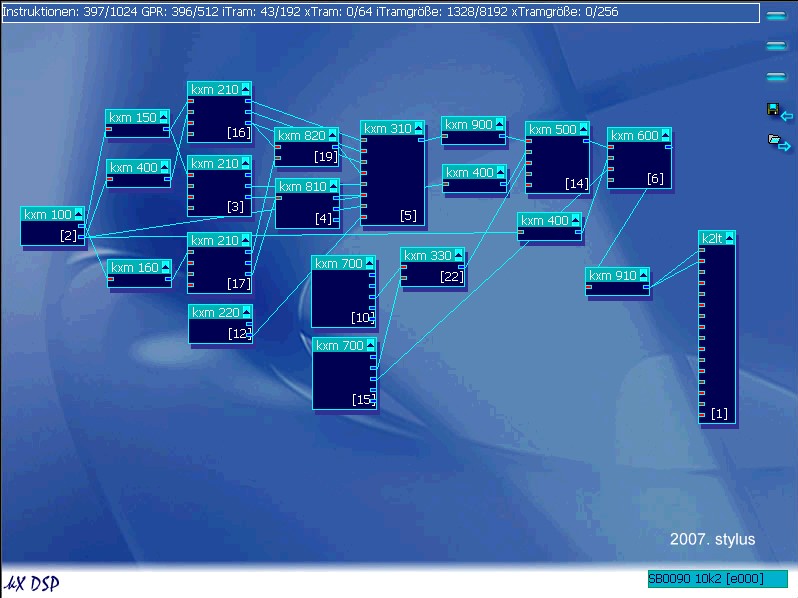 Instruktionen: 397/1024 GPR: 396/512 iTram: 43/192 xTram: 0/64 iTramgröße: 1328/8192 xTramgröße: 0/256
kxm 210
[16]
kxm 150
kxm 820
[19]
kxm 310
[5]
kxm 900
kxm 500
[14]
kxm 600
[6]
kxm 400
kxm 210
[3]
kxm 810
[4]
kxm 400
kxm 100
[2]
kxm 210
[17]
kxm 400
k2lt
[1]
kxm 160
kxm 700
[10]
kxm 330
[22]
kxm 910
kxm 220
[12]
kxm 700
[15]
2007. stylus
kX DSP
SB0090 10k2 [e000]